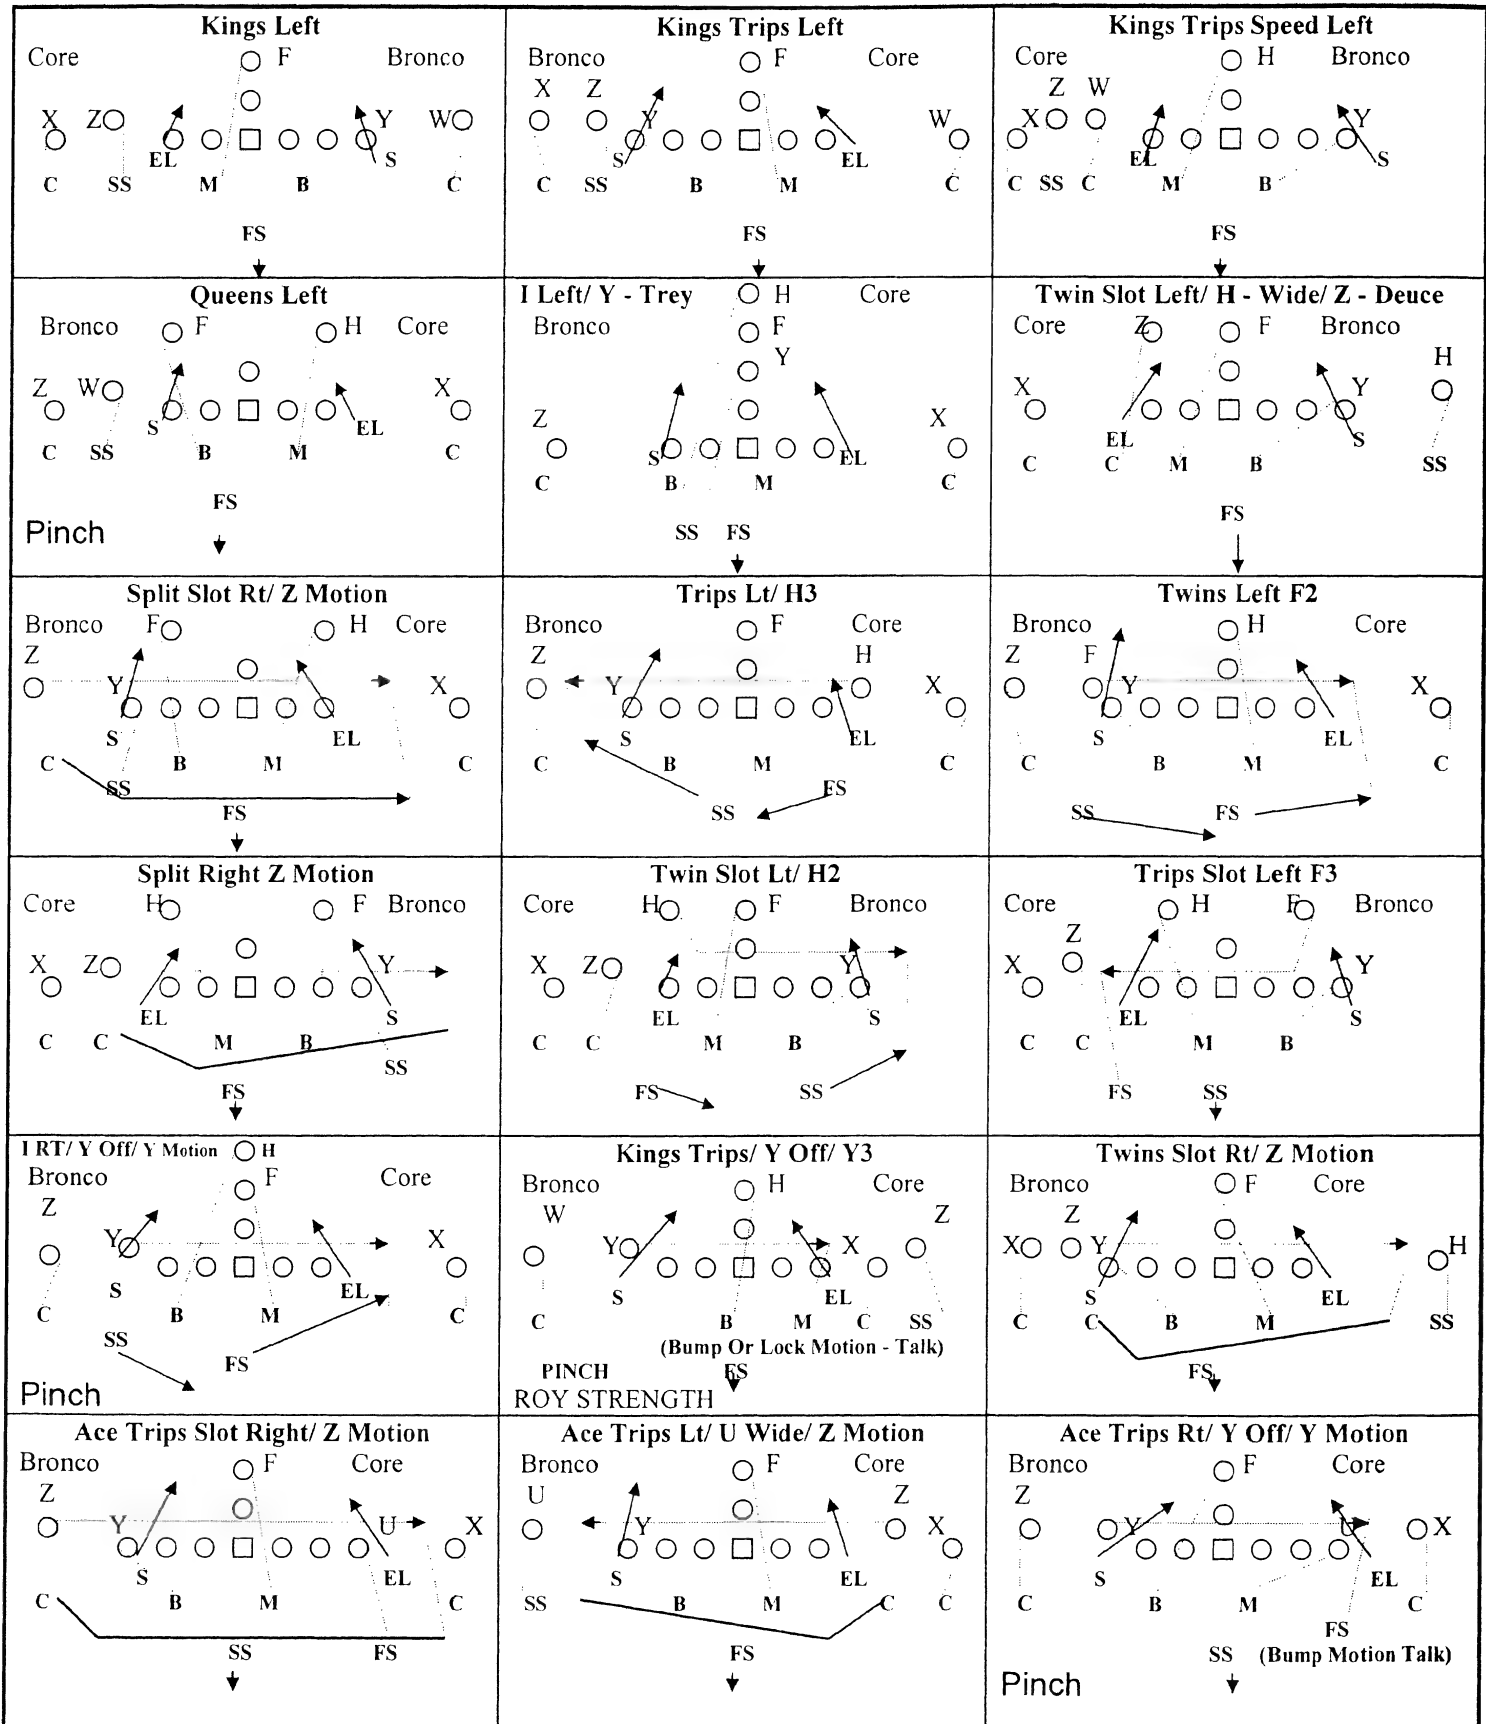 Kings Left
Core F Bronco
X Z Y W
EL S
C SS M B C
FS
Kings Trips Left
Bronco F Core
X Z
Y W
S EL
C SS B M C
FS
Kings Trips Speed Left
Core H Bronco
Z W
X Y
EL S
C SS C M B
FS
Queens Left
Bronco F H Core
Z W X
S EL
C SS B M C
FS
Pinch
I Left/ Y - Trey H Core
Bronco F
Y
Z X
S EL
C B M C
SS FS
Twin Slot Left/ H - Wide/ Z - Deuce
Core Z F Bronco
H
X Y
EL S
C C M B SS
FS
Split Slot Rt/ Z Motion
Bronco F H Core
Z
Y X
S EL
C B M C
SS
FS
Trips Lt/ H3
Bronco F Core
Z H
Y X
S EL
C B M C
FS
SS
Twins Left F2
Bronco H Core
Z F
Y X
S EL
C B M C
SS FS
Split Right Z Motion
Core H F Bronco
X Z Y
EL S
C C M B
SS
FS
Twin Slot Lt/ H2
Core H F Bronco
X Z Y
EL S
C C M B
FS SS
Trips Slot Left F3
Core H F Bronco
Z
X Y
EL S
C C M B
FS SS
I RT/ Y Off/ Y Motion H
Bronco F Core
Z
Y X
S EL
C B M C
SS
FS
Pinch
Kings Trips/ Y Off/ Y3
Bronco H Core
W Z
Y X
S EL
C B M C SS
(Bump Or Lock Motion - Talk)
PINCH FS
ROY STRENGTH
Twins Slot Rt/ Z Motion
Bronco F Core
Z
X Y H
S EL
C C B M SS
FS
Ace Trips Slot Right/ Z Motion
Bronco F Core
Z
Y U X
S EL
C B M C
SS FS
Ace Trips Lt/ U Wide/ Z Motion
Bronco F Core
U Z
Y X
S EL
SS B M C C
FS
Ace Trips Rt/ Y Off/ Y Motion
Bronco F Core
Z
Y U X
S EL
C B M C
FS
SS (Bump Motion Talk)
Pinch